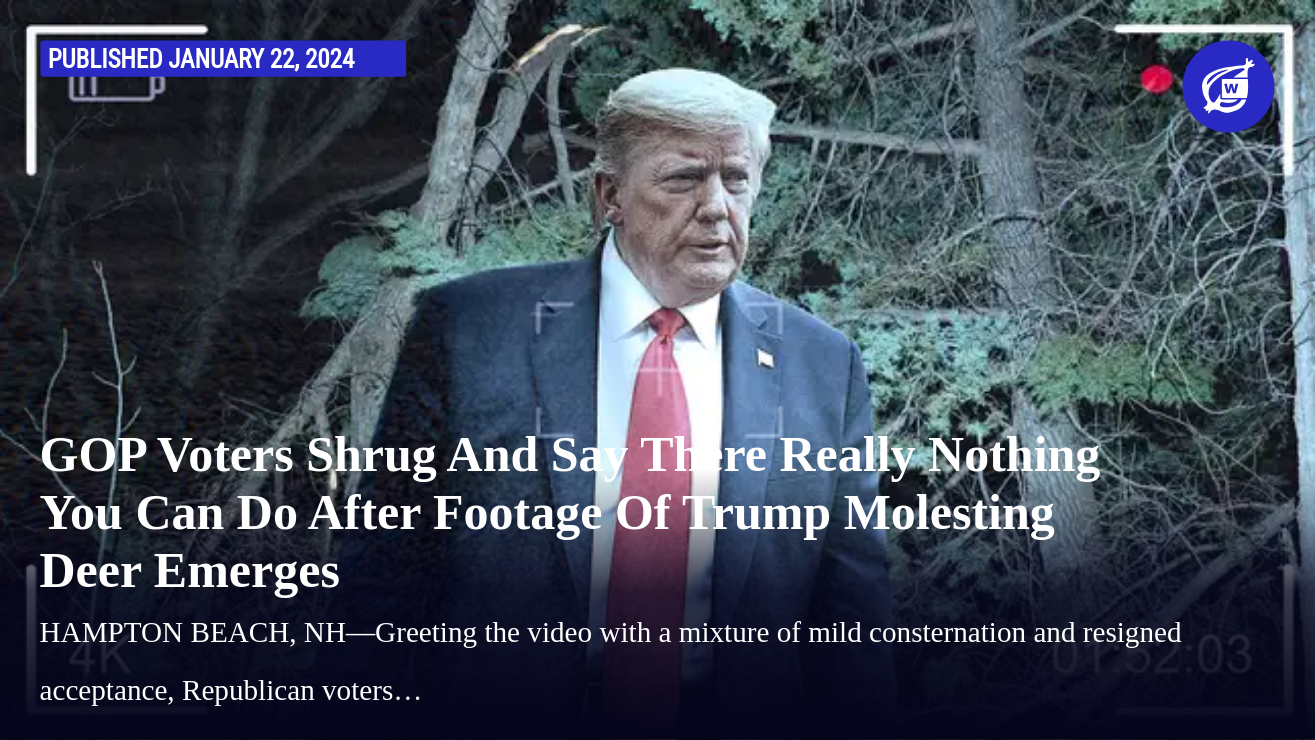 PUBLISHED JANUARY 22, 2024
W
GOP Voters Shrug And Say There Really Nothing
You Can Do After Footage Of Trump Molesting
Deer Emerges
HAMPTON BEACH, NH—Greeting the video with a mixture of mild consternation and resigned
4K
01:52:03
acceptance, Republican voters…